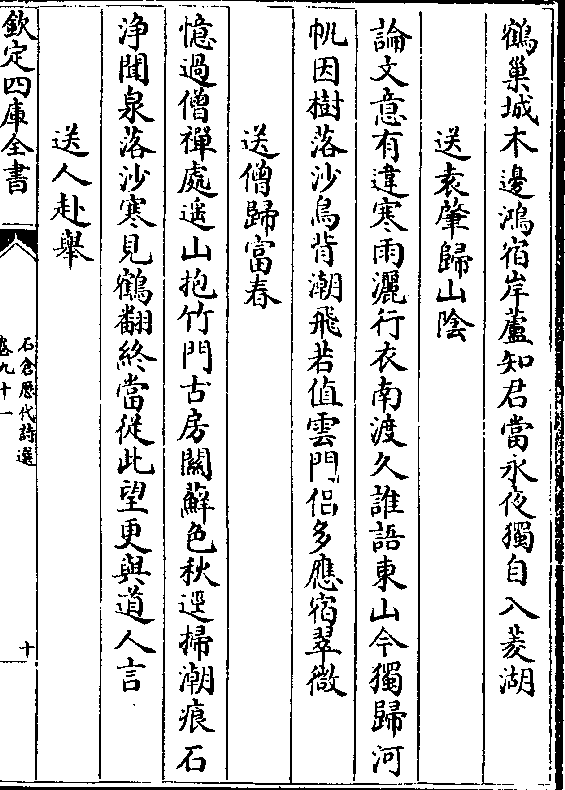 鶴巢城木邊鴻宿岸蘆知君當永夜獨自入菱湖
送袁肇歸山陰
論文意有違寒雨灑行衣南渡久誰語東山今獨歸河
帆因樹落沙鳥背潮飛若值雲門侶多應宿翠微
送僧歸富春
憶過僧禪處遥山抱竹門古房關蘚色秋逕掃潮痕石
浄聞泉落沙寒見鶴翻終當從此望更與道人言
送人赴舉
欽定四庫全書
石倉歷代詩選
卷九十一
十